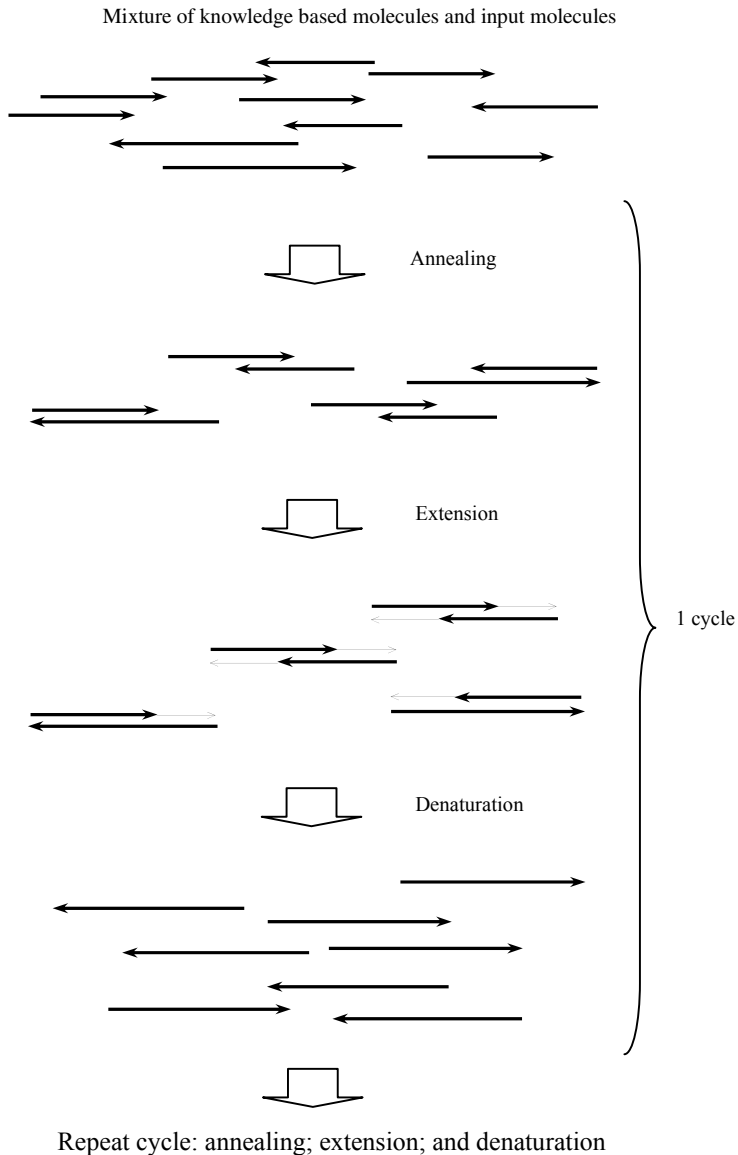 Mixture of knowledge based molecules and input molecules
Annealing
Extension
1 cycle
Denaturation
Repeat cycle: annealing; extension; and denaturation